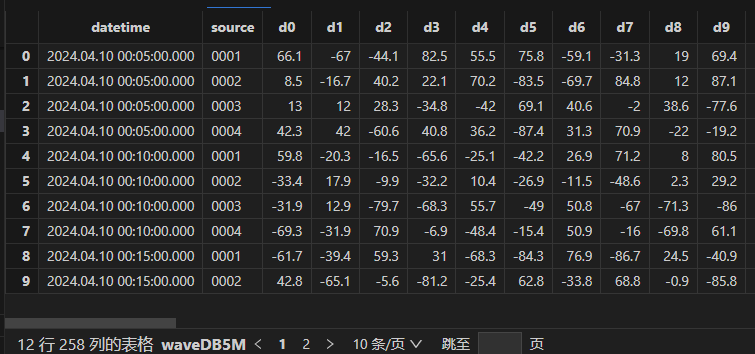 datetime source d0 d1 d2 d3 d4 d5 d6 d7 d8 d9
0 2024.04.10 00:05:00.000 0001 66.1 -67 -44.1 82.5 55.5 75.8 -59.1 -31.3 19 69.4
1 2024.04.10 00:05:00.000 0002 8.5 -16.7 40.2 22.1 70.2 -83.5 -69.7 84.8 12 87.1
2 2024.04.10 00:05:00.000 0003 13 12 28.3 -34.8 -42 69.1 40.6 -2 38.6 -77.6
3 2024.04.10 00:05:00.000 0004 42.3 42 -60.6 40.8 36.2 -87.4 31.3 70.9 -22 -19.2
4 2024.04.10 00:10:00.000 0001 59.8 -20.3 -16.5 -65.6 -25.1 -42.2 26.9 71.2 8 80.5
5 2024.04.10 00:10:00.000 0002 -33.4 17.9 -9.9 -32.2 10.4 -26.9 -11.5 -48.6 2.3 29.2
6 2024.04.10 00:10:00.000 0003 -31.9 12.9 -79.7 -68.3 55.7 -49 50.8 -67 -71.3 -86
7 2024.04.10 00:10:00.000 0004 -69.3 -31.9 70.9 -6.9 -48.4 -15.4 50.9 -16 -69.8 61.1
8 2024.04.10 00:15:00.000 0001 -61.7 -39.4 59.3 31 -68.3 -84.3 76.9 -86.7 24.5 -40.9
9 2024.04.10 00:15:00.000 0002 42.8 -65.1 -5.6 -81.2 -25.4 62.8 -33.8 68.8 -0.9 -85.8
12 行 258 列的表格 waveDB5M < 1 2 > 10 条/页 跳至 页